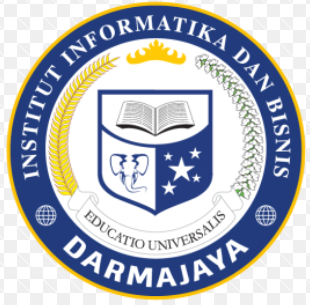 INSTITUT INFORMATIKA DAN BISNIS
EDUCATIO UNIVERSALIS
DARMAJAYA